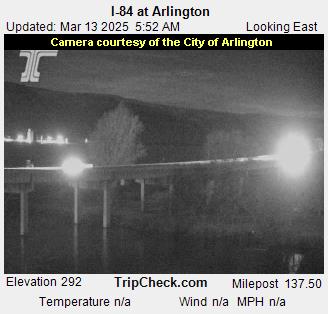 I-84 at Arlington
Updated: Mar 13 2025 5:52 AM Looking East
Camera courtesy of the City of Arlington
Elevation 292 TripCheck.com Milepost 137.50
Temperature n/a Wind n/a MPH n/a